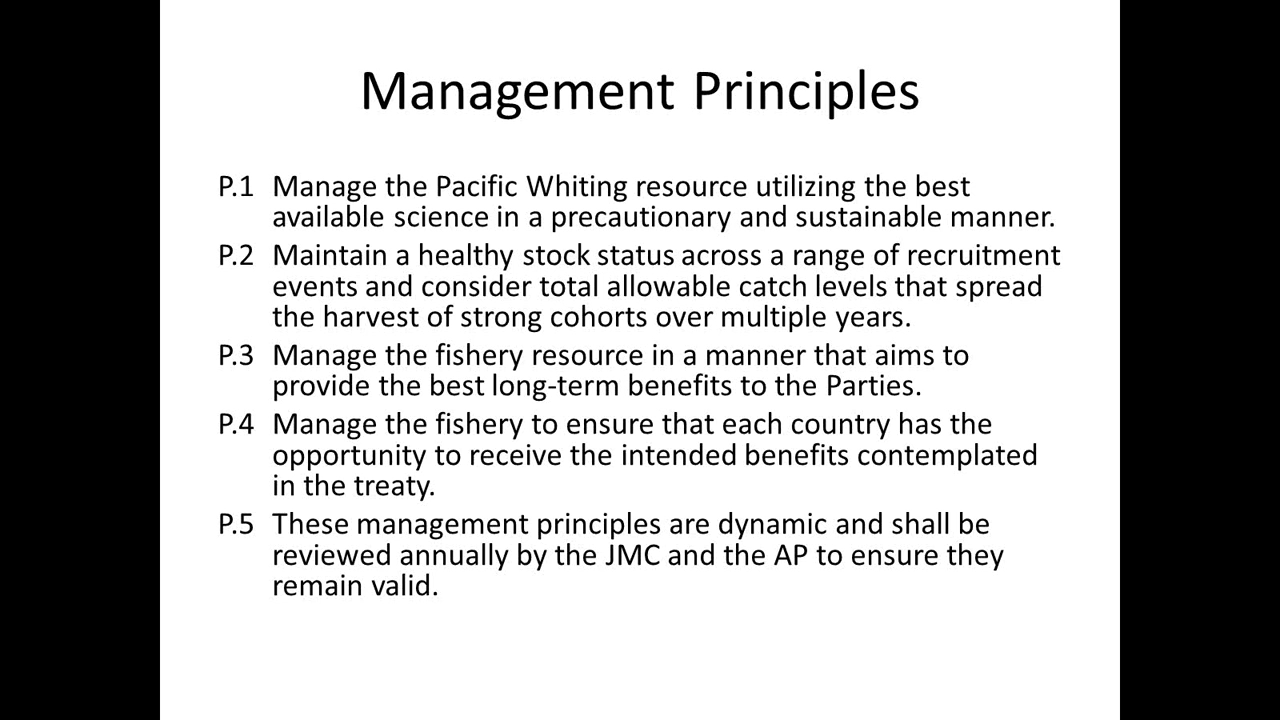 Management Principles
P.1 Manage the Pacific Whiting resource utilizing the best
available science in a precautionary and sustainable manner.
P.2 Maintain a healthy stock status across a range of recruitment
events and consider total allowable catch levels that spread
the harvest of strong cohorts over multiple years.
P.3 Manage the fishery resource in a manner that aims to
provide the best long-term benefits to the Parties.
P.4 Manage the fishery to ensure that each country has the
opportunity to receive the intended benefits contemplated
in the treaty.
P.5 These management principles are dynamic and shall be
reviewed annually by the JMC and the AP to ensure they
remain valid.